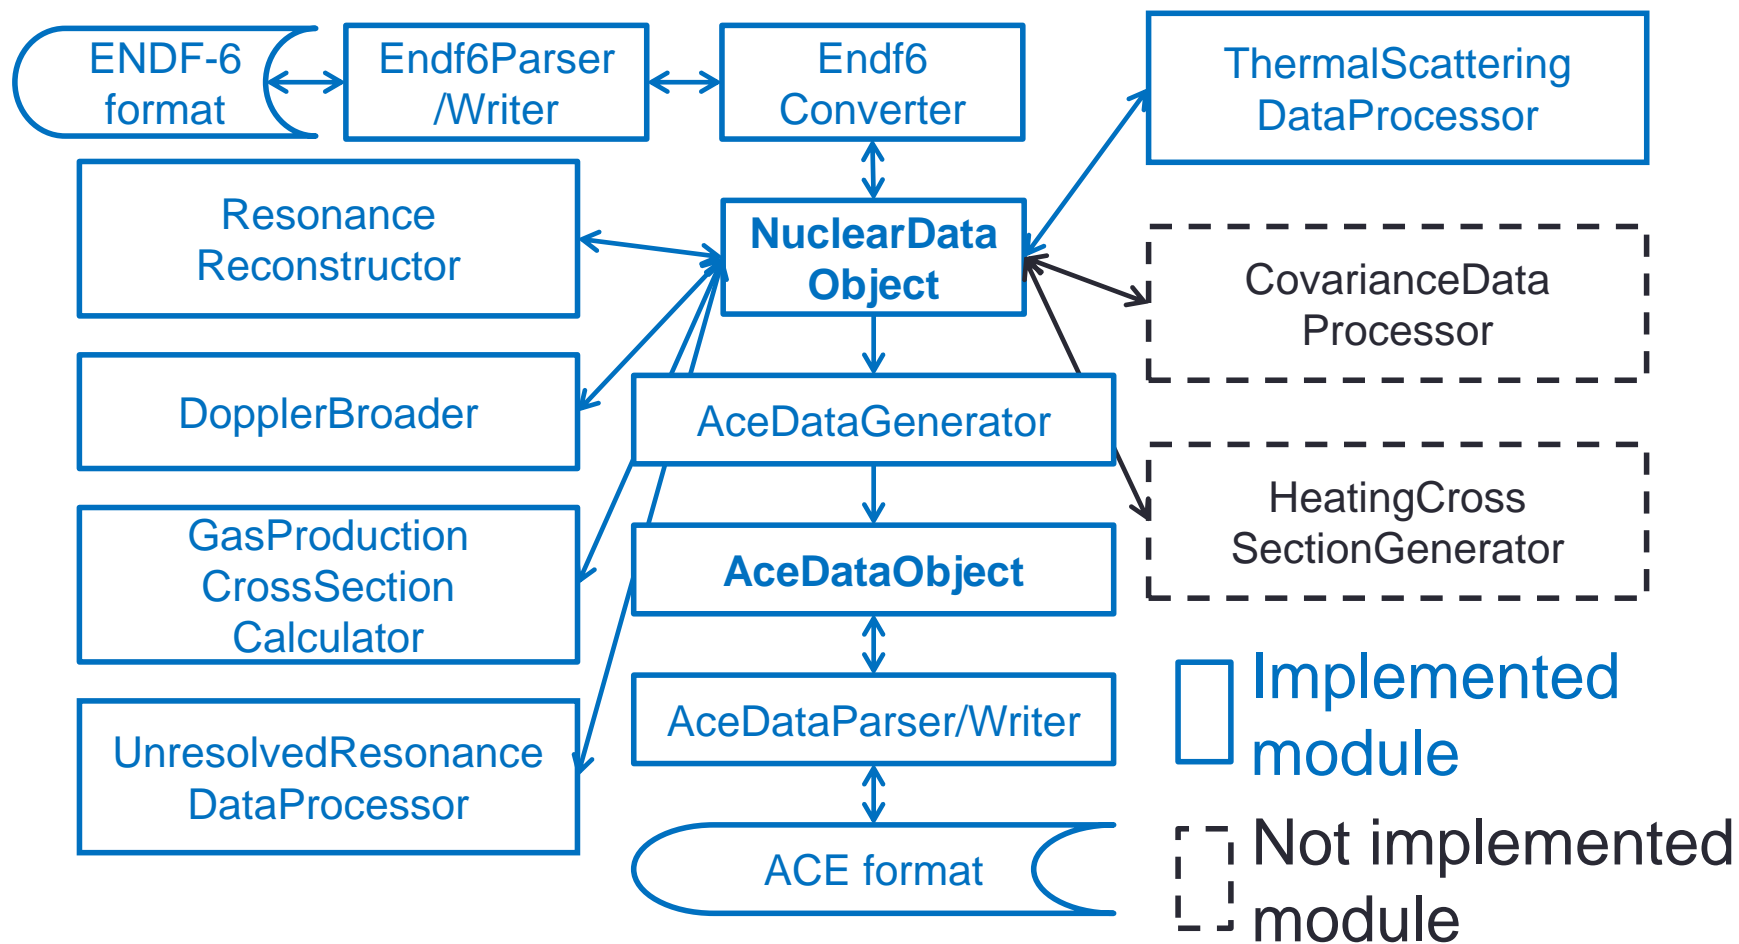 ENDF-6
format
Endf6Parser
/Writer
Endf6
Converter
ThermalScattering
DataProcessor
Resonance
Reconstructor
NuclearData
Object
CovarianceData
Processor
DopplerBroader
AceDataGenerator
HeatingCross
SectionGenerator
GasProduction
CrossSection
Calculator
AceDataObject
UnresolvedResonance
DataProcessor
AceDataParser/Writer
ACE format
Implemented
module
Not implemented
module